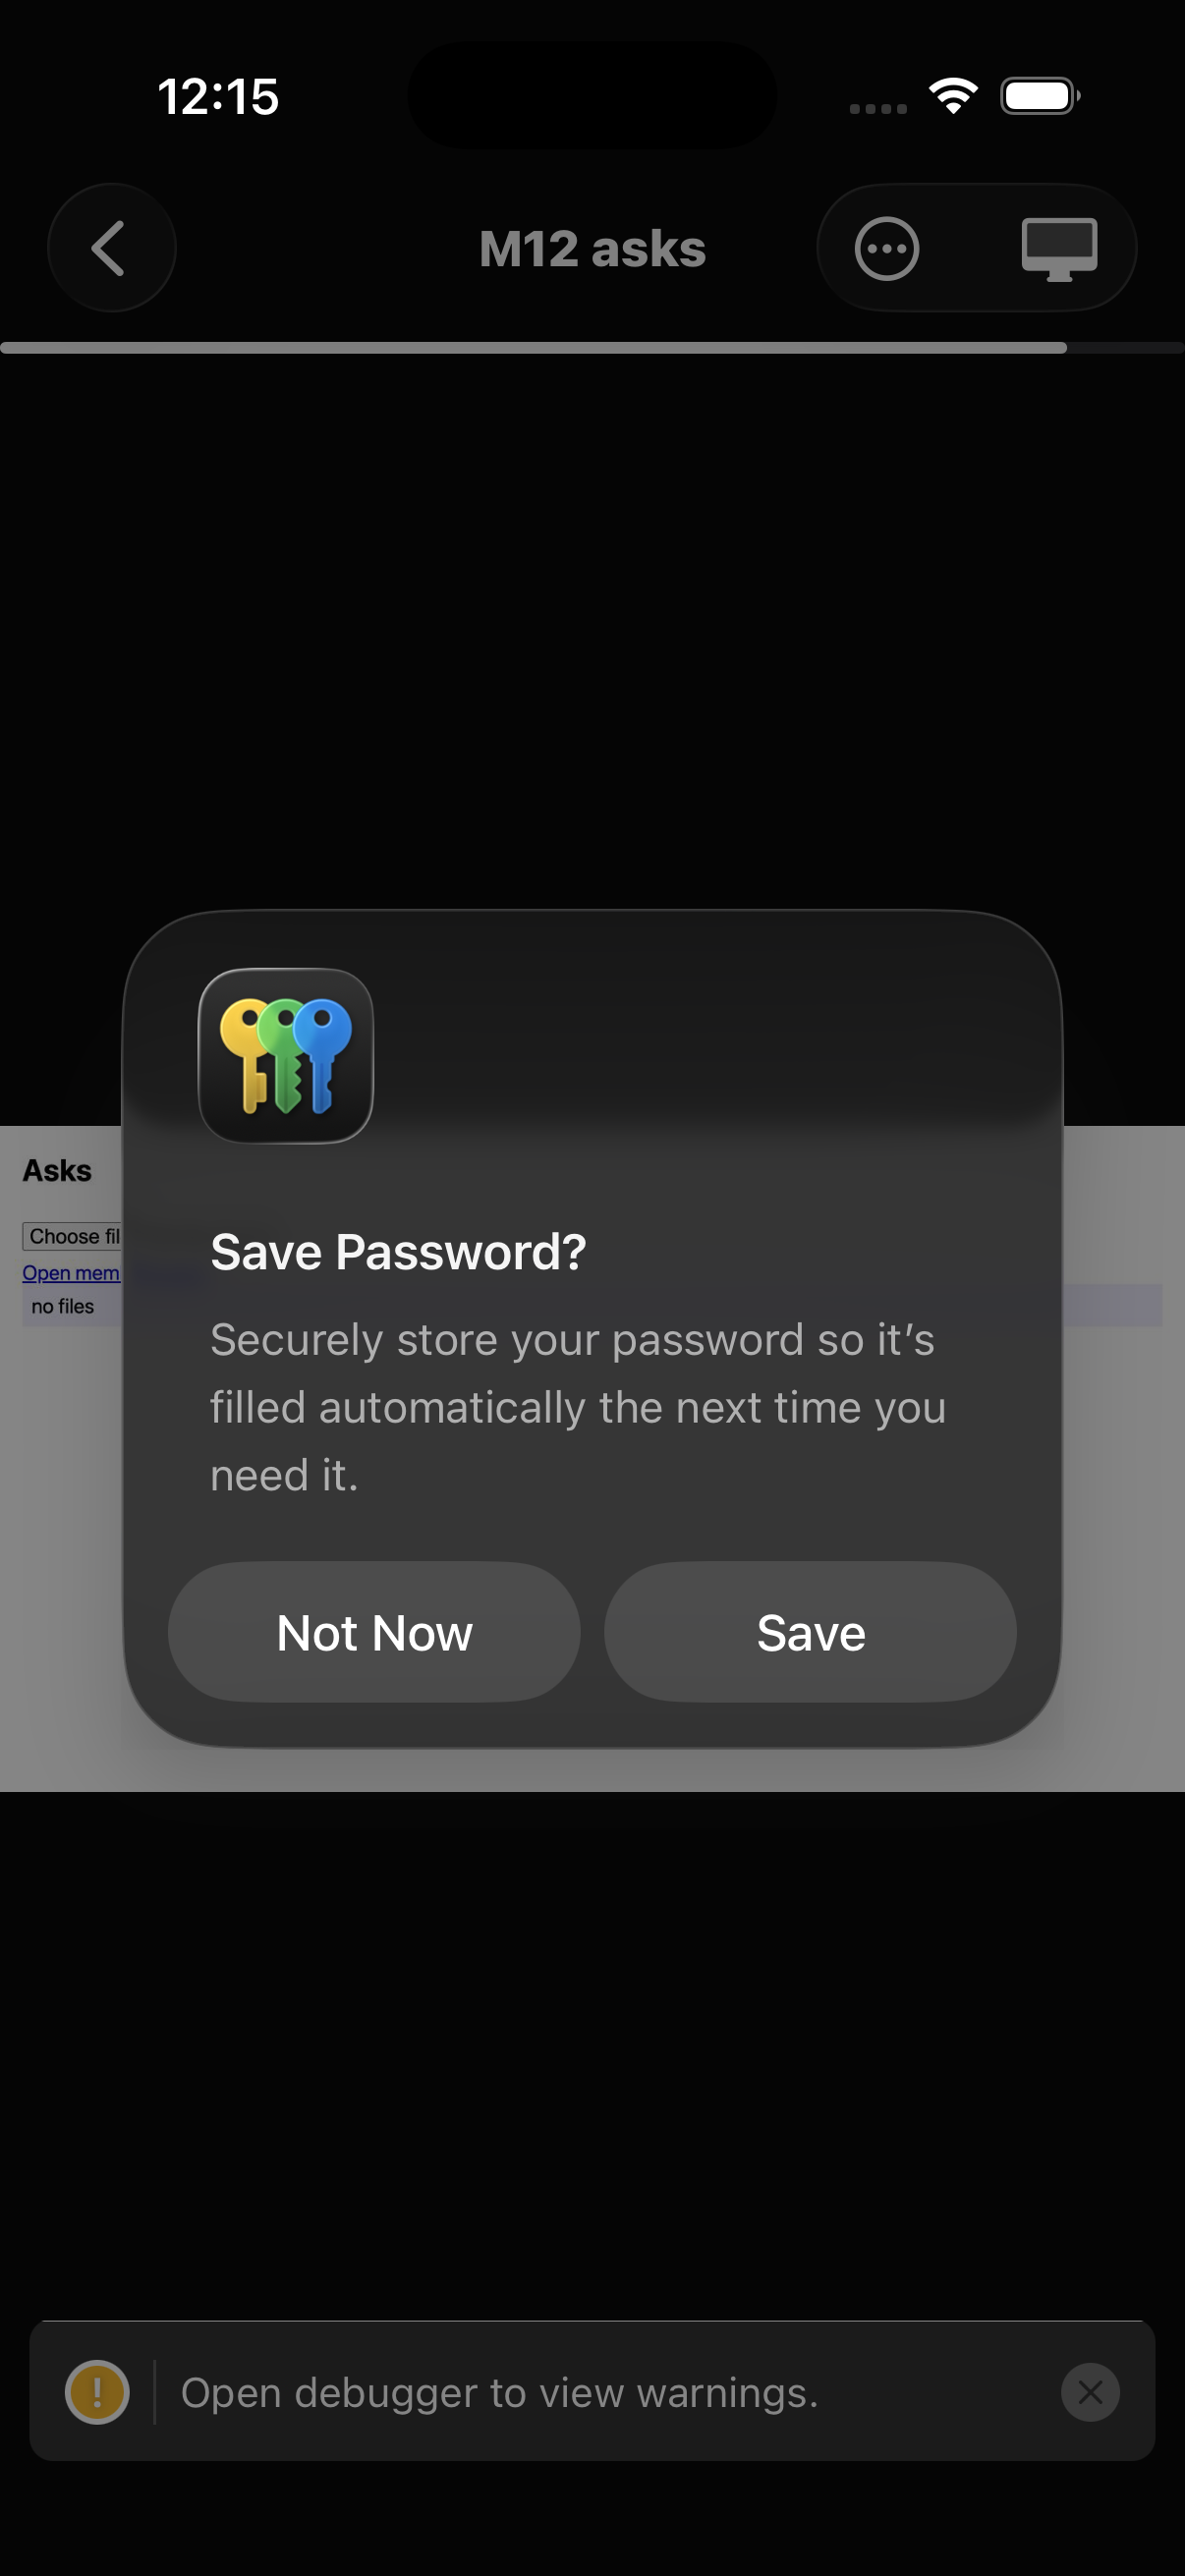 12:15
M12 asks
Asks
Choose fil
Open mem
no files
Save Password?
Securely store your password so it’s
filled automatically the next time you
need it.
Not Now
Save
! Open debugger to view warnings.